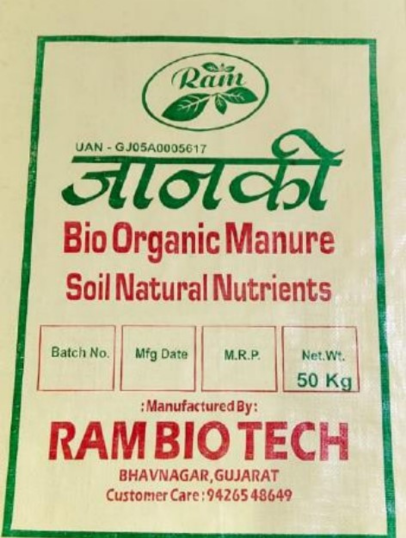 Ram
UAN - GJ05A0005617
जानकी
Bio Organic Manure
Soil Natural Nutrients
Batch No. Mfg Date M.R.P. Net.Wt.
50 Kg
:Manufactured By:
RAM BIO TECH
BHAVNAGAR,GUJARAT
Customer Care : 94265 48649